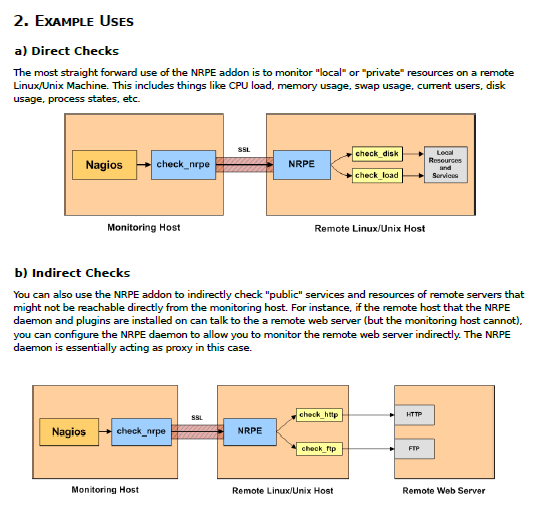 2. EXAMPLE USES
a) Direct Checks
The most straight forward use of the NRPE addon is to monitor "local" or "private" resources on a remote
Linux/Unix Machine. This includes things like CPU load, memory usage, swap usage, current users, disk
usage, process states, etc.
Nagios
check_nrpe
SSL
NRPE
check_disk
check_load
Local
Resources
and
Services
Monitoring Host
Remote Linux/Unix Host
b) Indirect Checks
You can also use the NRPE addon to indirectly check "public" services and resources of remote servers that
might not be reachable directly from the monitoring host. For instance, if the remote host that the NRPE
daemon and plugins are installed on can talk to the a remote web server (but the monitoring host cannot),
you can configure the NRPE daemon to allow you to monitor the remote web server indirectly. The NRPE
daemon is essentially acting as proxy in this case.
Nagios
check_nrpe
SSL
NRPE
check_http
check_ftp
HTTP
FTP
Monitoring Host
Remote Linux/Unix Host
Remote Web Server